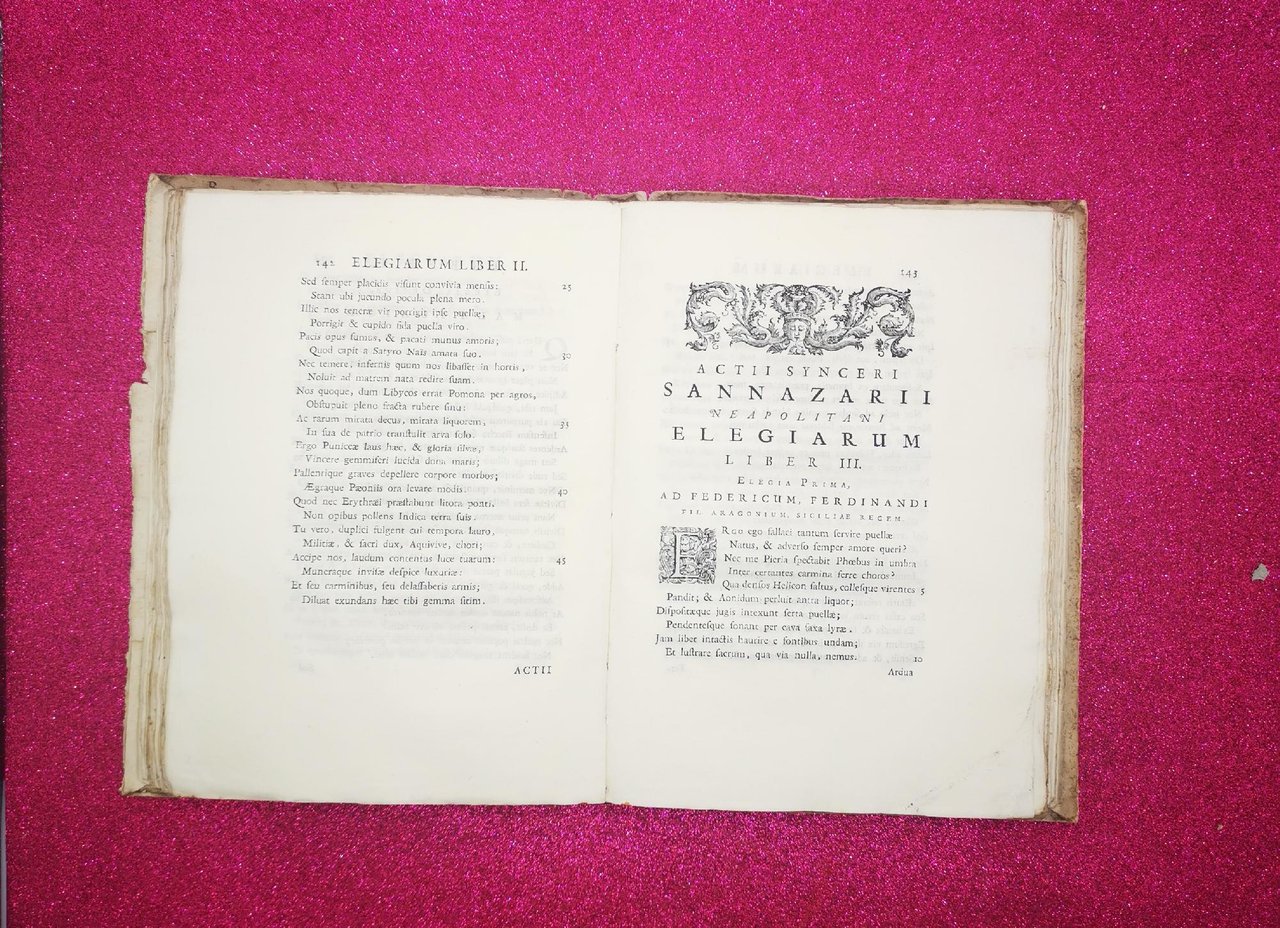 142 ELEGIARUM LIBER II.
Sed ſemper placidis viſunt convivia menſis: 25
Stant ubi jucundo pocula plena mero.
Illic nos teneræ vir porrigit ipſe puellæ;
Porrigit & cupido fida puella viro.
Pacis opus ſumus, & pacati munus amoris;
Quod capit a Satyro Nais amata ſuo. 30
Nec temere, infernis quum nos libaſſet in hortis,
Noluit ad matrem nata redire ſuam.
Nos quoque, dum Libycos errat Pomona per agros,
Obſtupuit pleno fracta rubere ſinu:
Ac rarum mirata decus, mirata liquorem, 35
In ſua de patrio tranſtulit arva ſolo.
Ergo Puniceæ laus hæc, & gloria ſilvæ,
Vincere gemmiferi lucida dona maris;
Pallentique graves depellere corpore morbos;
Ægraque Pæoniis ora levare modis. 40
Quod nec Erythræi præſtabunt litora ponti.
Non opibus pollens Indica terra ſuis.
Tu vero, duplici fulgent cui tempora lauro,
Militiæ, & ſacri dux, Aquivive, chori;
Accipe nos, laudum contentus luce tuarum: 45
Muneraque inviſæ deſpice luxuriæ:
Et ſeu carminibus, ſeu delaſſaberis armis;
Diluat exundans hæc tibi gemma ſitim.
ACTII
143
ACTII SYNCERI
SANNAZARII
NEAPOLITANI
ELEGIARUM
LIBER III.
ELEGIA PRIMA,
AD FEDERICUM, FERDINANDI
FIL. ARAGONIUM, SICILIAE REGEM.
ERgo ego fallaci tantum ſervire puellæ
Natus, & adverſo ſemper amore queri?
Nec me Pieria ſpectabit Phœbus in umbra
Inter certantes carmina ferre choros?
Qua denſos Helicon ſaltus, colleſque virentes 5
Pandit; & Aonidum perluit antra liquor;
Diſpoſitæque jugis intexunt ſerta puellæ;
Pendenteſque ſonant per cava ſaxa lyræ.
Jam libet intactis haurire e fontibus undam;
Et luſtrare ſacrum, qua via nulla, nemus. 10
Ardua